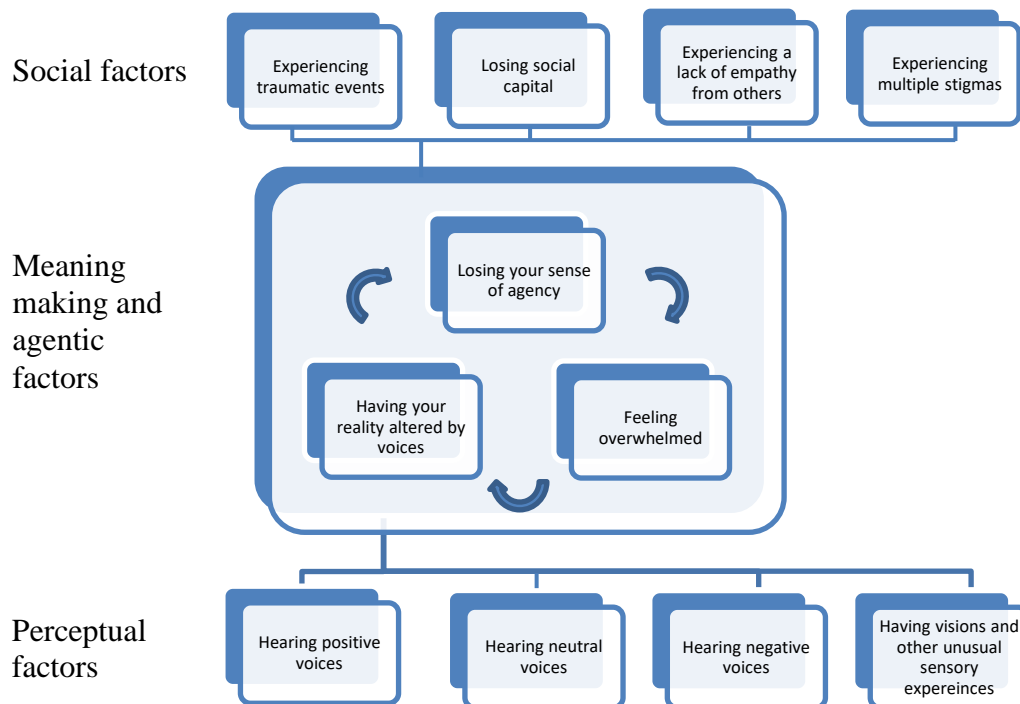 Social factors
Experiencing
traumatic events
Losing social
capital
Experiencing a
lack of empathy
from others
Experiencing
multiple stigmas
Meaning
making and
agentic
factors
Losing your sense
of agency
Having your
reality altered by
voices
Feeling
overwhelmed
Perceptual
factors
Hearing positive
voices
Hearing neutral
voices
Hearing negative
voices
Having visions and
other unusual
sensory
expereinces